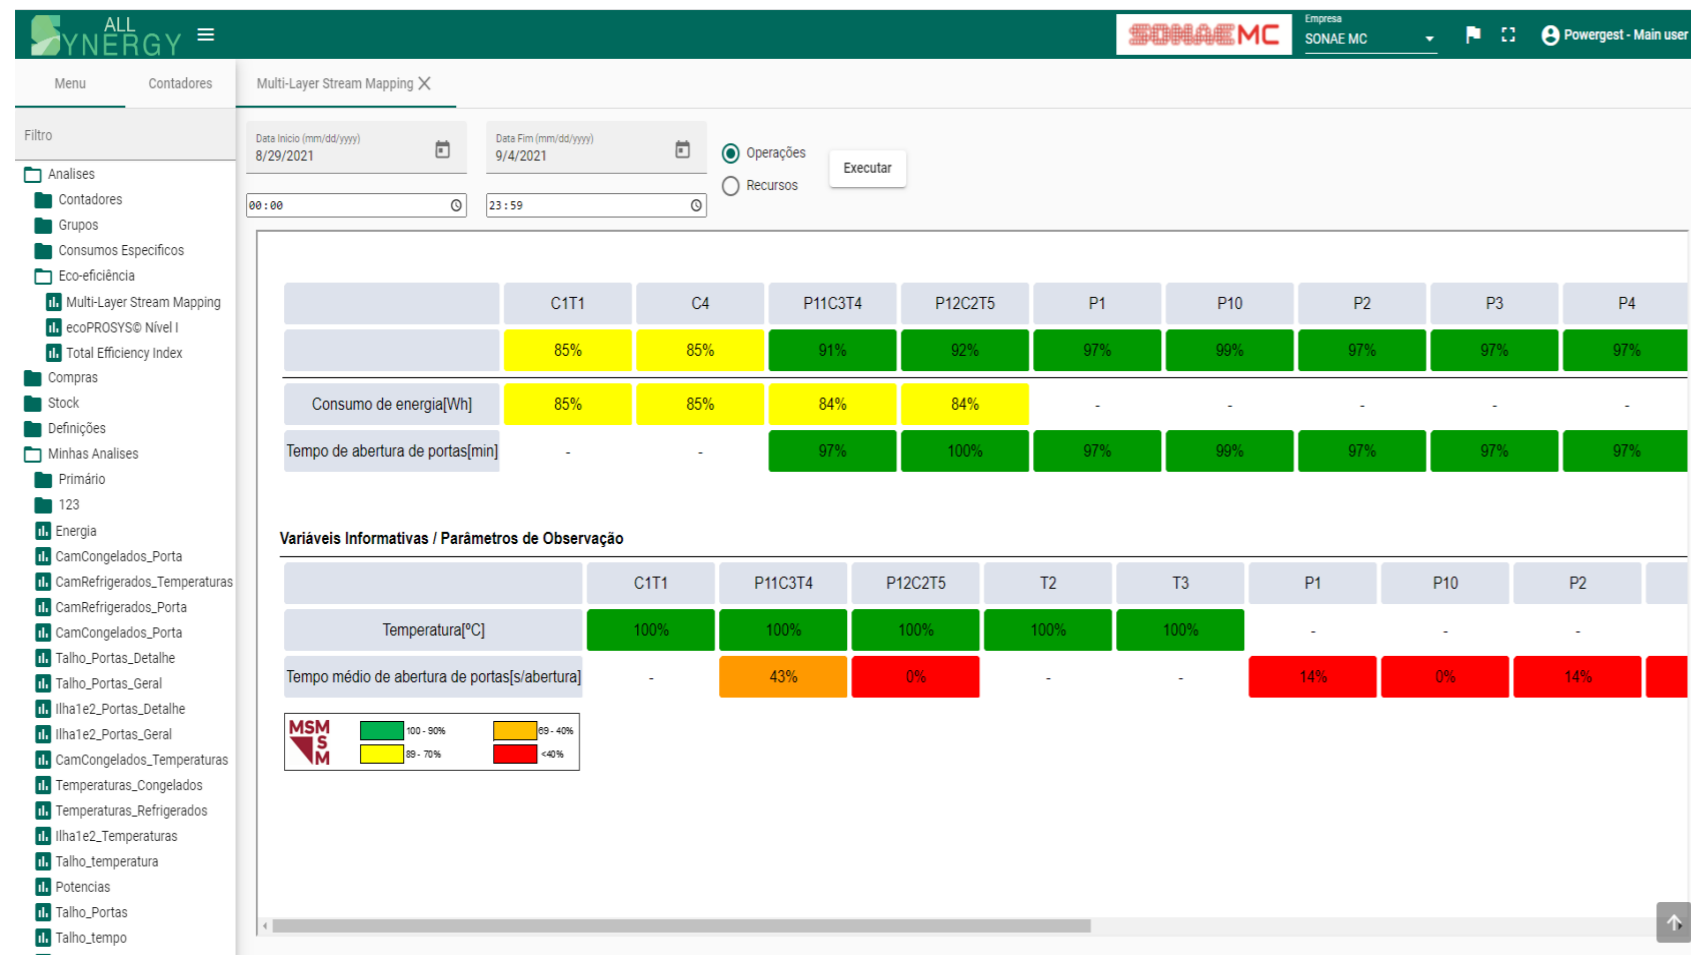 ALL
SYNERGY
SONAE MC
Empresa
SONAE MC
Powergest - Main user
Menu
Contadores
Multi-Layer Stream Mapping
Filtro
Data Inicio (mm/dd/yyyy)
8/29/2021
Data Fim (mm/dd/yyyy)
9/4/2021
00:00
23:59
Operações
Recursos
Executar
Analises
Contadores
Grupos
Consumos Especificos
Eco-eficiência
Multi-Layer Stream Mapping
ecoPROSYS© Nível I
Total Efficiency Index
Compras
Stock
Definições
Minhas Analises
Primário
123
Energia
CamCongelados_Porta
CamRefrigerados_Temperaturas
CamRefrigerados_Porta
CamCongelados_Porta
Talho_Portas_Detalhe
Talho_Portas_Geral
Ilha1e2_Portas_Detalhe
Ilha1e2_Portas_Geral
CamCongelados_Temperaturas
Temperaturas_Congelados
Temperaturas_Refrigerados
Ilha1e2_Temperaturas
Talho_temperatura
Potencias
Talho_Portas
Talho_tempo
C1T1 C4 P11C3T4 P12C2T5 P1 P10 P2 P3 P4
85% 85% 91% 92% 97% 99% 97% 97% 97%
Consumo de energia[Wh] 85% 85% 84% 84% - - - - -
Tempo de abertura de portas[min] - - 97% 100% 97% 99% 97% 97% 97%
Variáveis Informativas / Parâmetros de Observação
C1T1 P11C3T4 P12C2T5 T2 T3 P1 P10 P2
Temperatura[ºC] 100% 100% 100% 100% 100% - - -
Tempo médio de abertura de portas[s/abertura] - 43% 0% - - 14% 0% 14%
MSM
S
M
100 - 90%
69 - 40%
89 - 70%
<40%